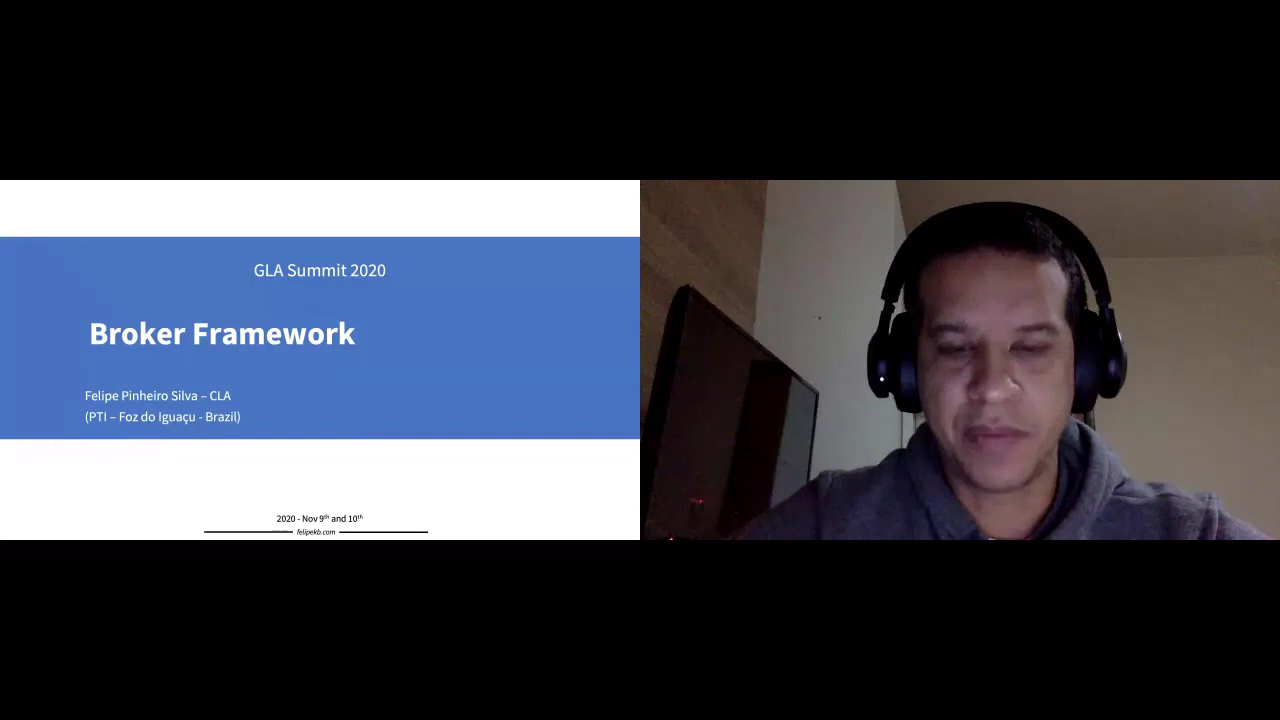 GLA Summit 2020
Broker Framework
Felipe Pinheiro Silva – CLA
(PTI – Foz do Iguaçu - Brazil)
2020 - Nov 9th and 10th
felipekb.com